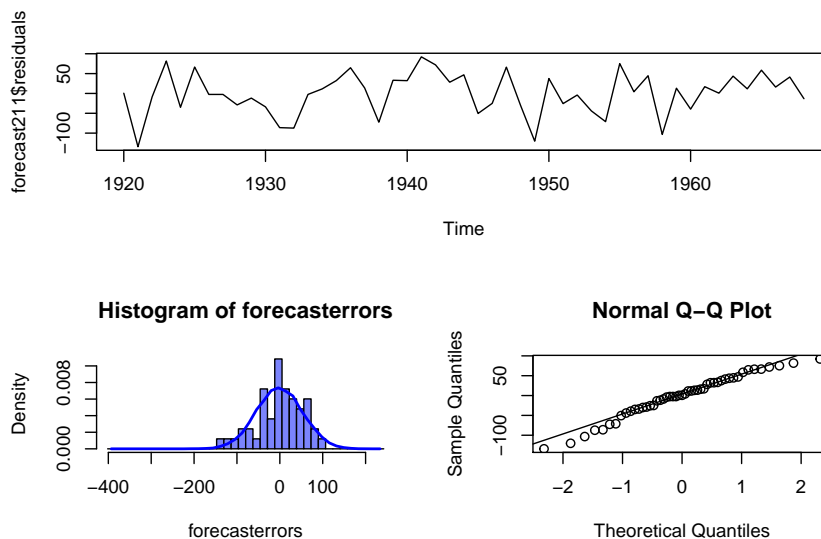 forecast211$residuals
50
−100
1920 1930 1940 1950 1960
Time
Histogram of forecasterrors
Density
0.008
0.000
−400 −200 0 100
forecasterrors
Normal Q−Q Plot
Sample Quantiles
50
−100
−2 −1 0 1 2
Theoretical Quantiles